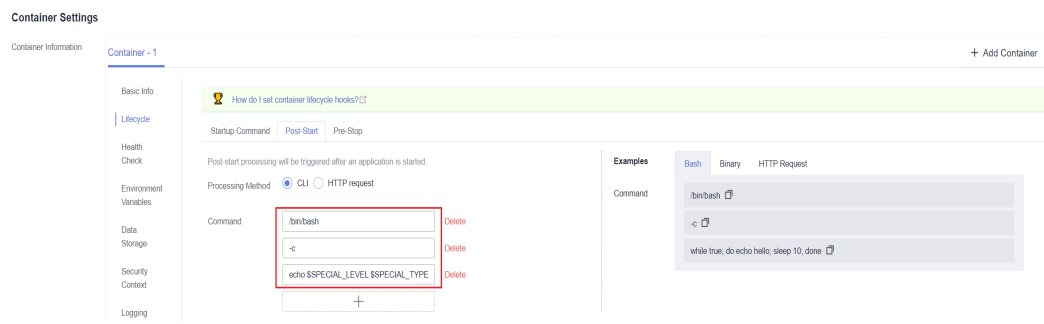 Container Settings
Container Information
Container - 1
+ Add Container
Basic Info
Lifecycle
Health
Check
Environment
Variables
Data
Storage
Security
Context
Logging
How do I set container lifecycle hooks?
Startup Command Post-Start Pre-Stop
Post-start processing will be triggered after an application is started.
Processing Method CLI HTTP request
Command
/bin/bash Delete
-c Delete
echo $SPECIAL_LEVEL $SPECIAL_TYPE Delete
+
Examples
Bash Binary HTTP Request
Command
/bin/bash
-c
while true; do echo hello; sleep 10; done